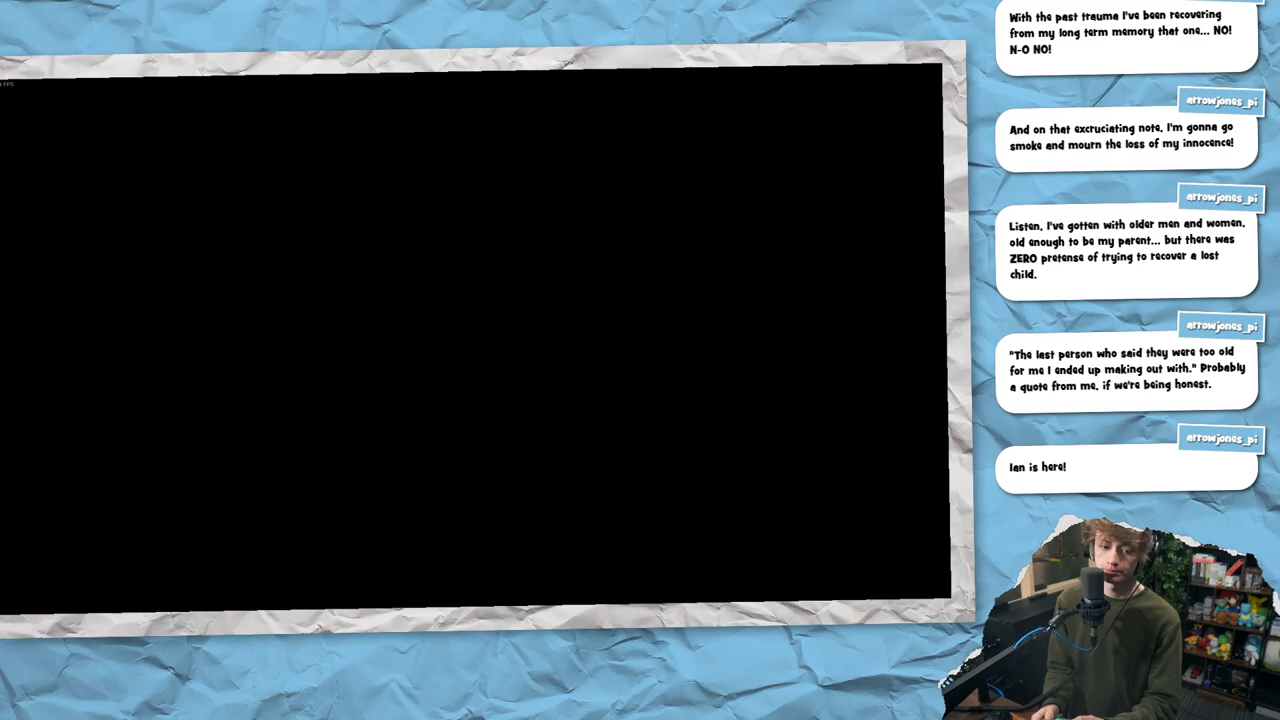 FPS
With the past trauma I've been recovering
from my long term memory that one... NO!
N-O NO!
arrowjones_pi
And on that excruciating note, I'm gonna go
smoke and mourn the loss of my innocence!
arrowjones_pi
Listen, I've gotten with older men and women,
old enough to be my parent... but there was
ZERO pretense of trying to recover a lost
child.
arrowjones_pi
"The last person who said they were too old
for me I ended up making out with." Probably
a quote from me, if we're being honest.
arrowjones_pi
Ian is here!